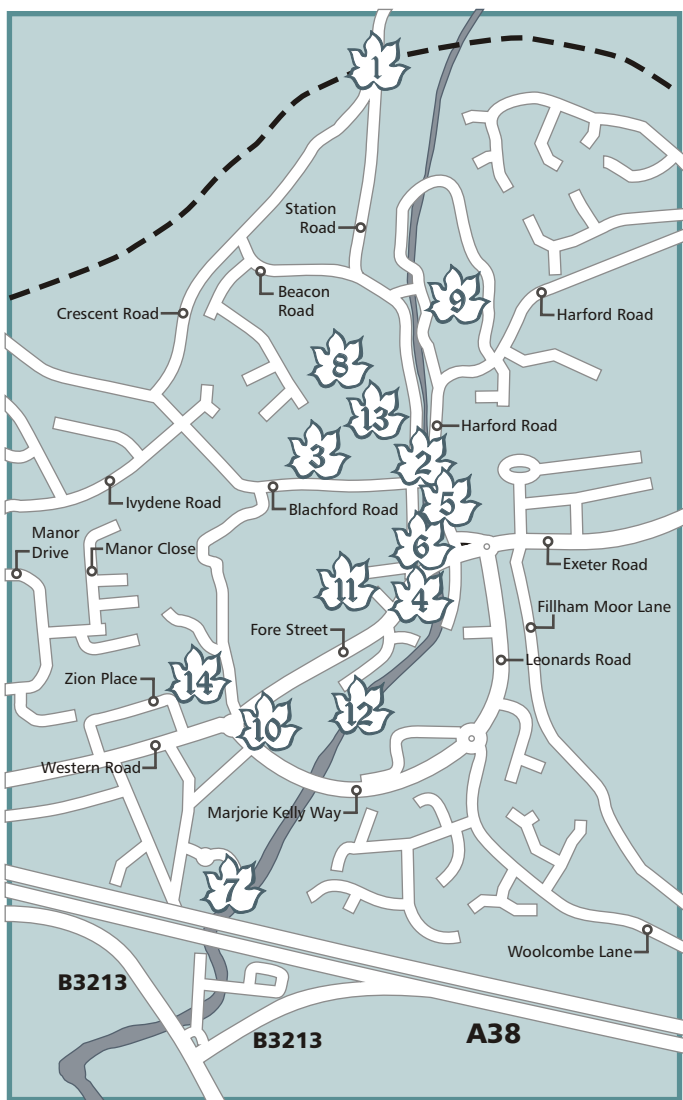 1
Station
Road
9
Beacon
Road
Crescent Road
Harford Road
8
13
Harford Road
3
2
5
Ivydene Road
Blachford Road
Manor
Drive
Manor Close
6
Exeter Road
11
4
Fillham Moor Lane
Fore Street
Leonards Road
Zion Place
14
12
10
Western Road
Marjorie Kelly Way
7
Woolcombe Lane
B3213
B3213
A38